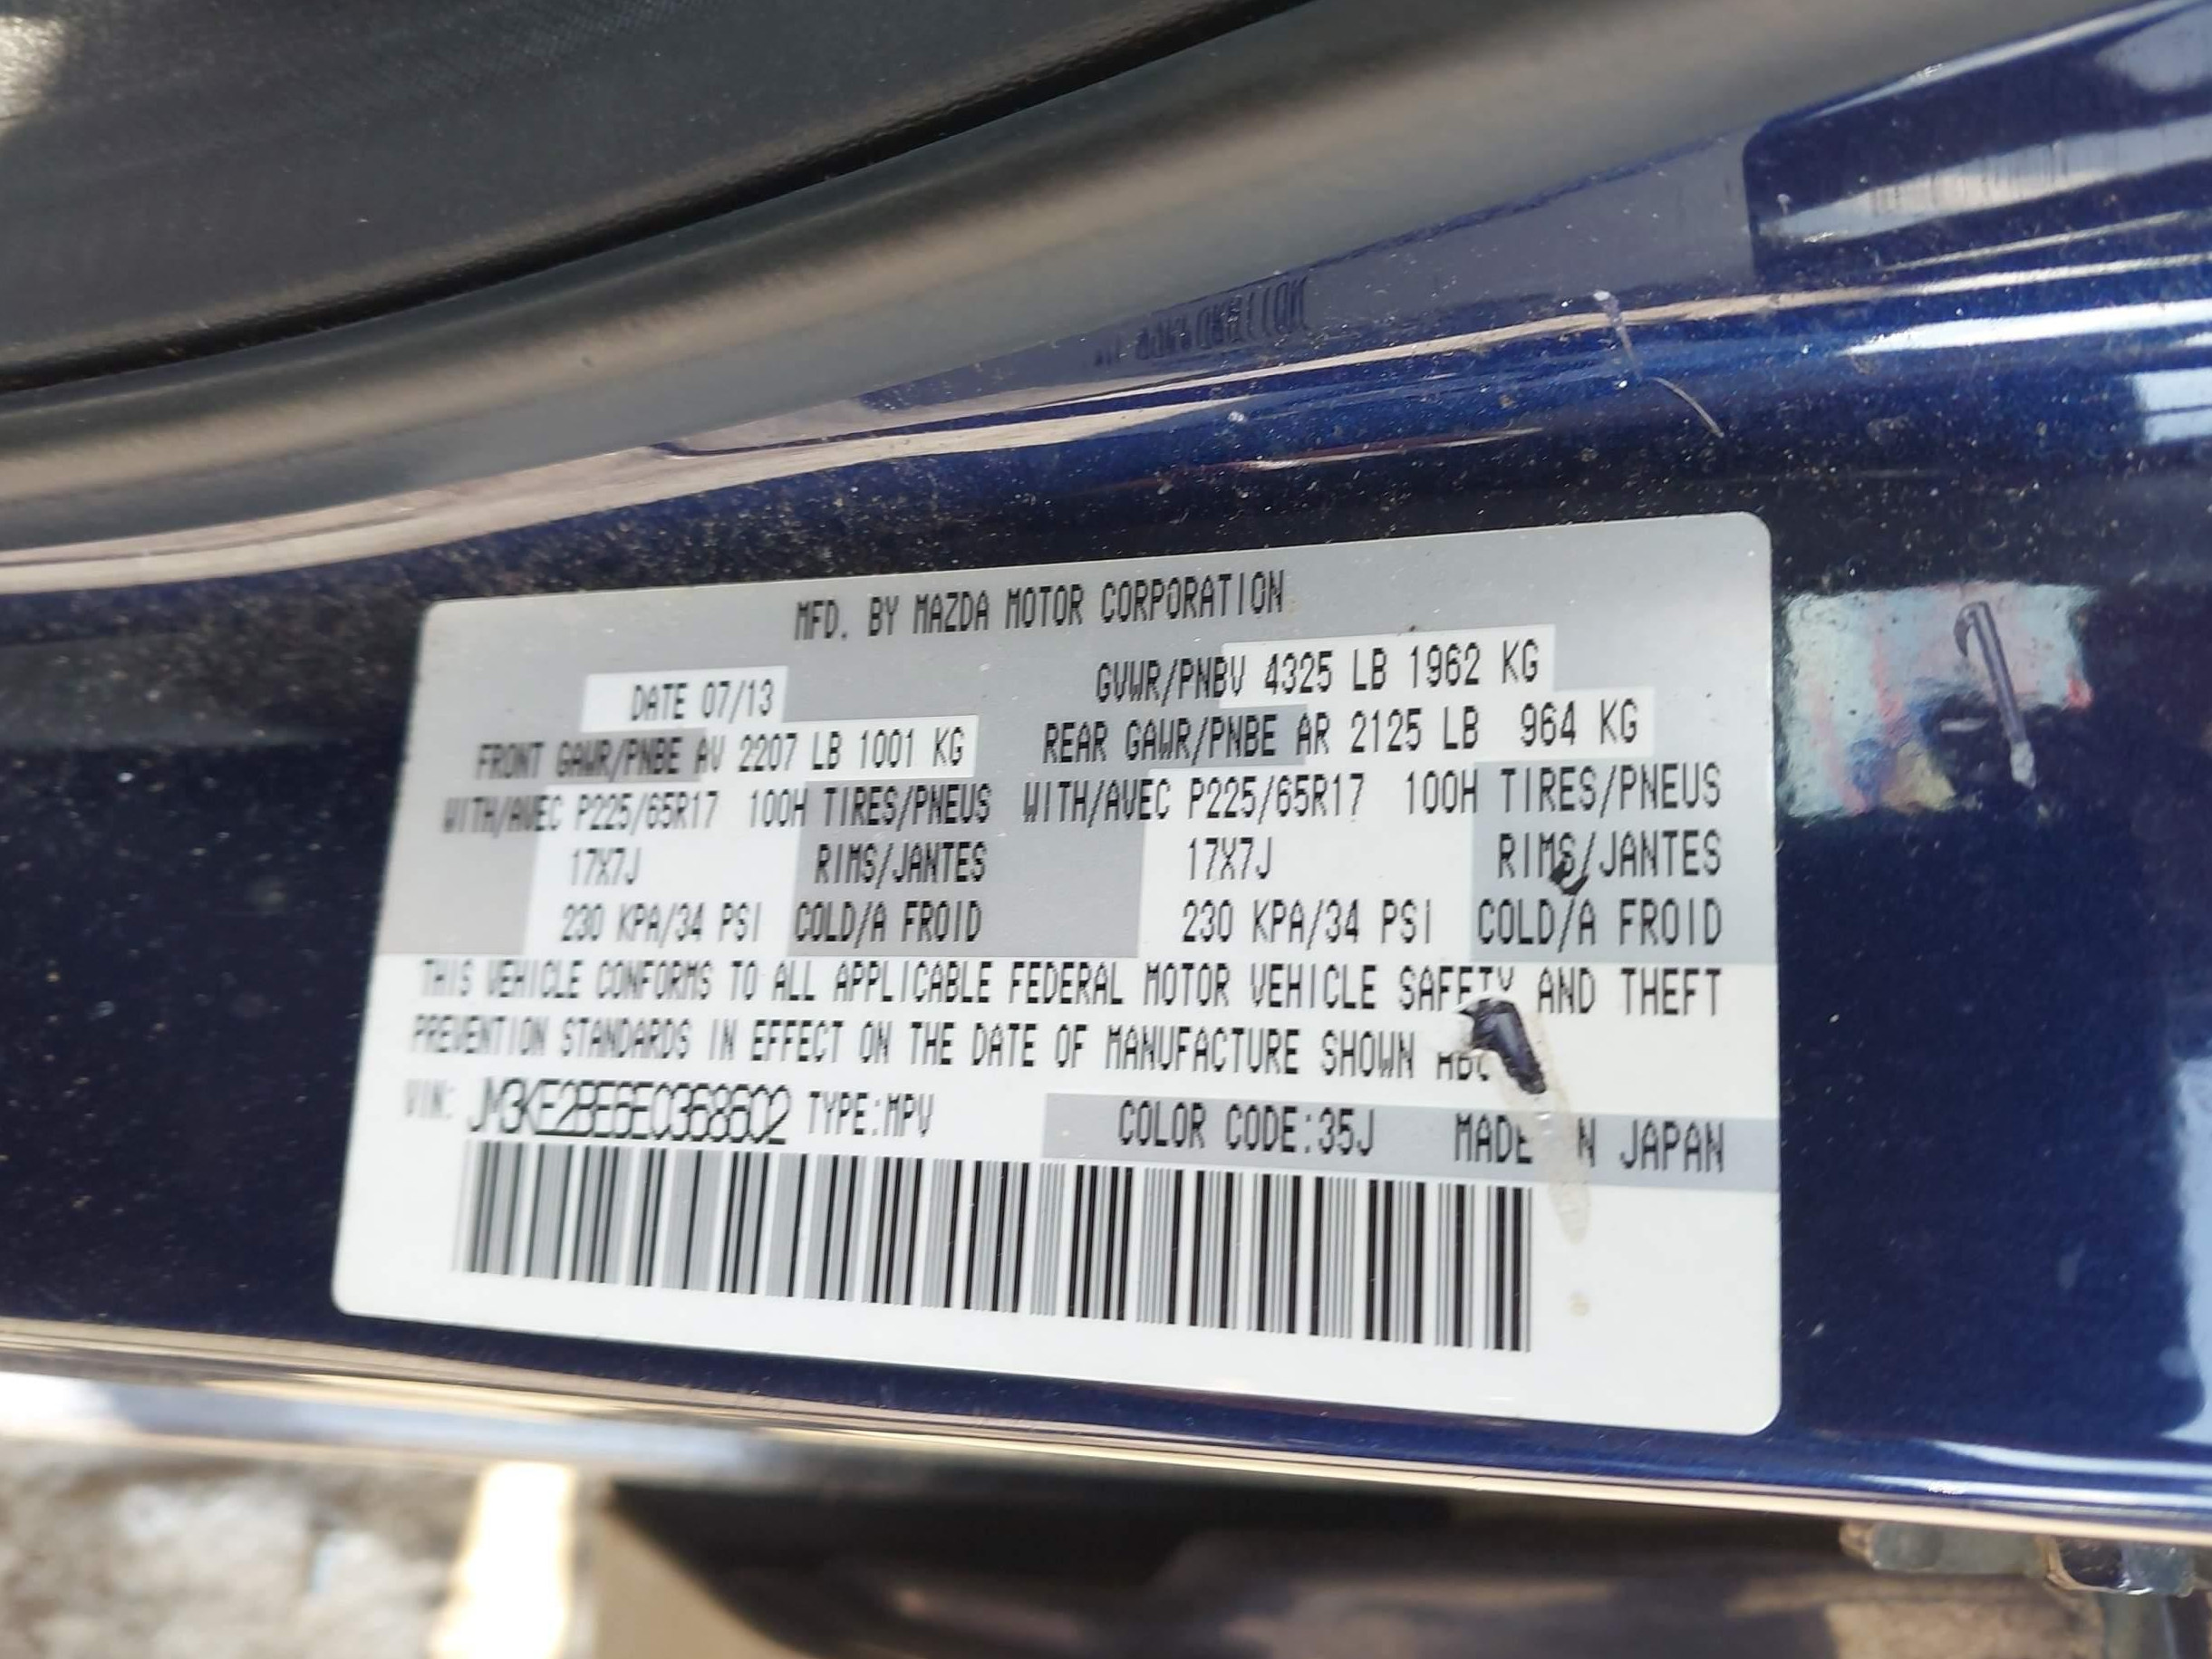 MFD. BY MAZDA MOTOR CORPORATION
DATE 07/13 GVWR/PNBV 4325 LB 1962 KG
FRONT GAWR/PNBE AV 2207 LB 1001 KG REAR GAWR/PNBE AR 2125 LB 964 KG
WITH/AVEC P225/65R17 100H TIRES/PNEUS WITH/AVEC P225/65R17 100H TIRES/PNEUS
17X7J RIMS/JANTES 17X7J RIMS/JANTES
230 KPA/34 PSI COLD/A FROID 230 KPA/34 PSI COLD/A FROID
THIS VEHICLE CONFORMS TO ALL APPLICABLE FEDERAL MOTOR VEHICLE SAFETY AND THEFT
PREVENTION STANDARDS IN EFFECT ON THE DATE OF MANUFACTURE SHOWN
VIN: JM3KE2BE6E0368602 TYPE:MPV COLOR CODE:35J MADE N JAPAN